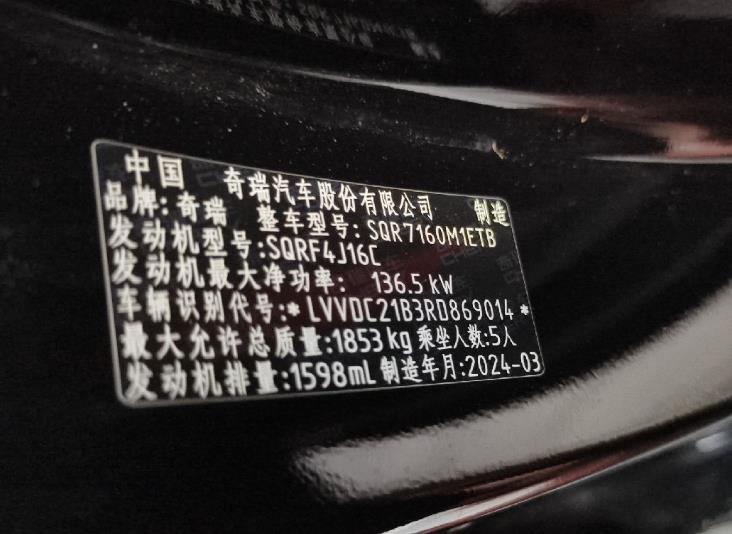 中国 奇瑞汽车股份有限公司 制造
品牌:奇瑞 整车型号:SQR7160M1ETB
发动机型号:SQRF4J16C
发动机最大净功率: 136.5 kW
车辆识别代号:*LVVDC21B3RD869014*
最大允许总质量:1853 kg 乘坐人数:5人
发动机排量:1598mL 制造年月:2024-03